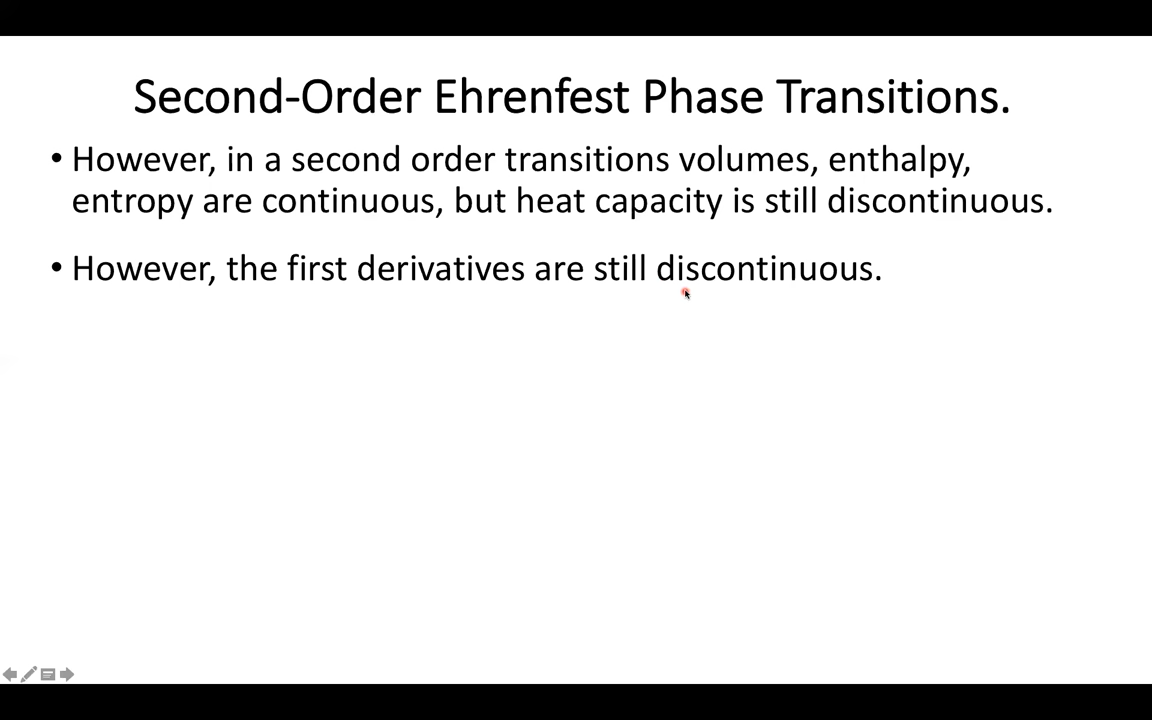 Second-Order Ehrenfest Phase Transitions.
• However, in a second order transitions volumes, enthalpy,
entropy are continuous, but heat capacity is still discontinuous.
• However, the first derivatives are still discontinuous.